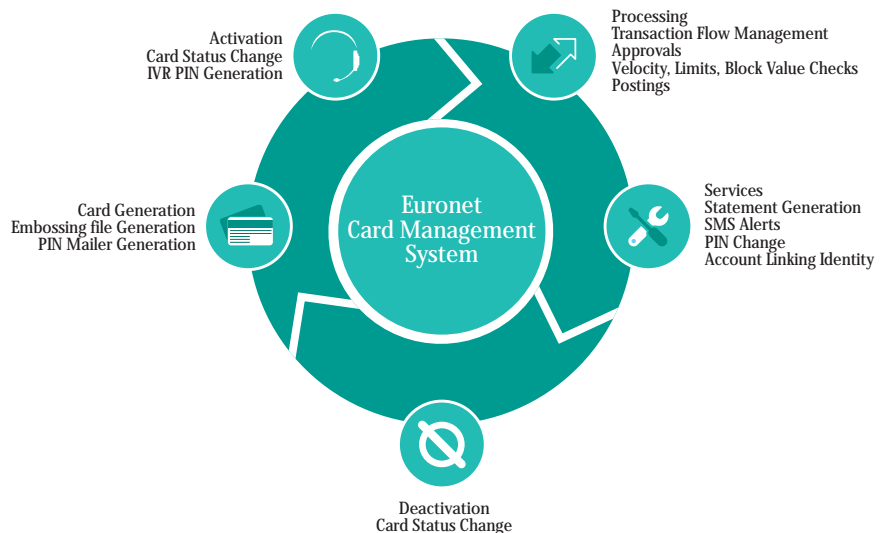 Activation
Card Status Change
IVR PIN Generation
Processing
Transaction Flow Management
Approvals
Velocity, Limits, Block Value Checks
Postings
Card Generation
Embossing file Generation
PIN Mailer Generation
Euronet
Card Management
System
Services
Statement Generation
SMS Alerts
PIN Change
Account Linking Identity
Deactivation
Card Status Change